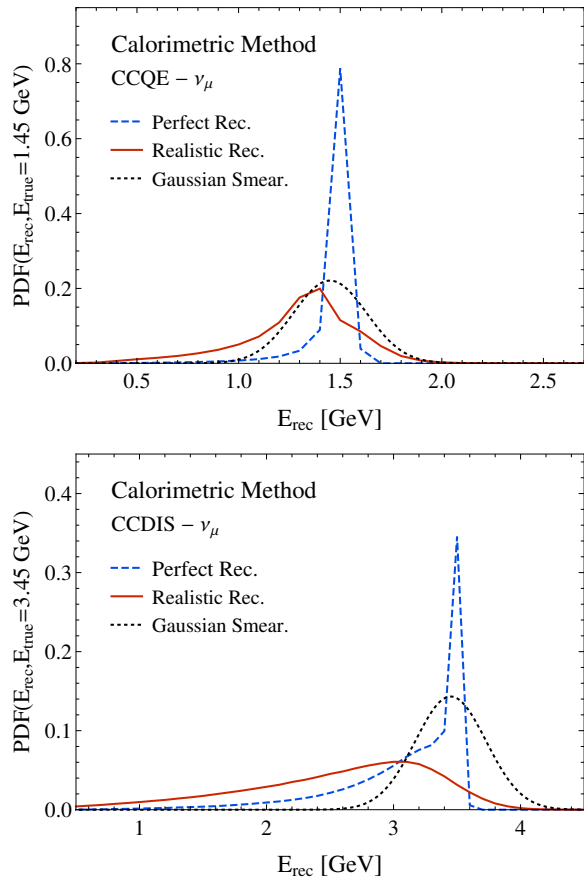 Calorimetric Method
CCQE − νμ
Perfect Rec.
Realistic Rec.
Gaussian Smear.
PDF(Erec,Etrue=1.45 GeV)
0.8
0.6
0.4
0.2
0.0
0.5 1.0 1.5 2.0 2.5
Erec [GeV]
Calorimetric Method
CCDIS − νμ
Perfect Rec.
Realistic Rec.
Gaussian Smear.
PDF(Erec,Etrue=3.45 GeV)
0.4
0.3
0.2
0.1
0.0
1 2 3 4
Erec [GeV]